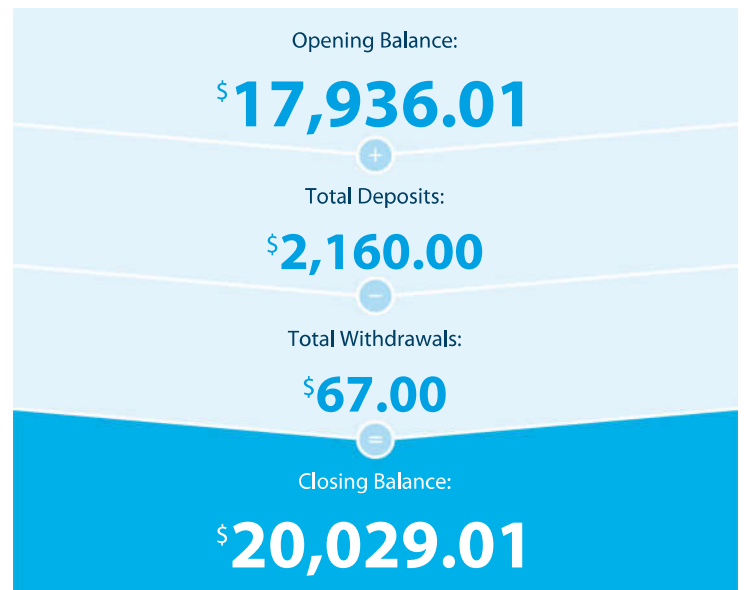 Opening Balance:
$17,936.01
+
Total Deposits:
$2,160.00
−
Total Withdrawals:
$67.00
=
Closing Balance:
$20,029.01